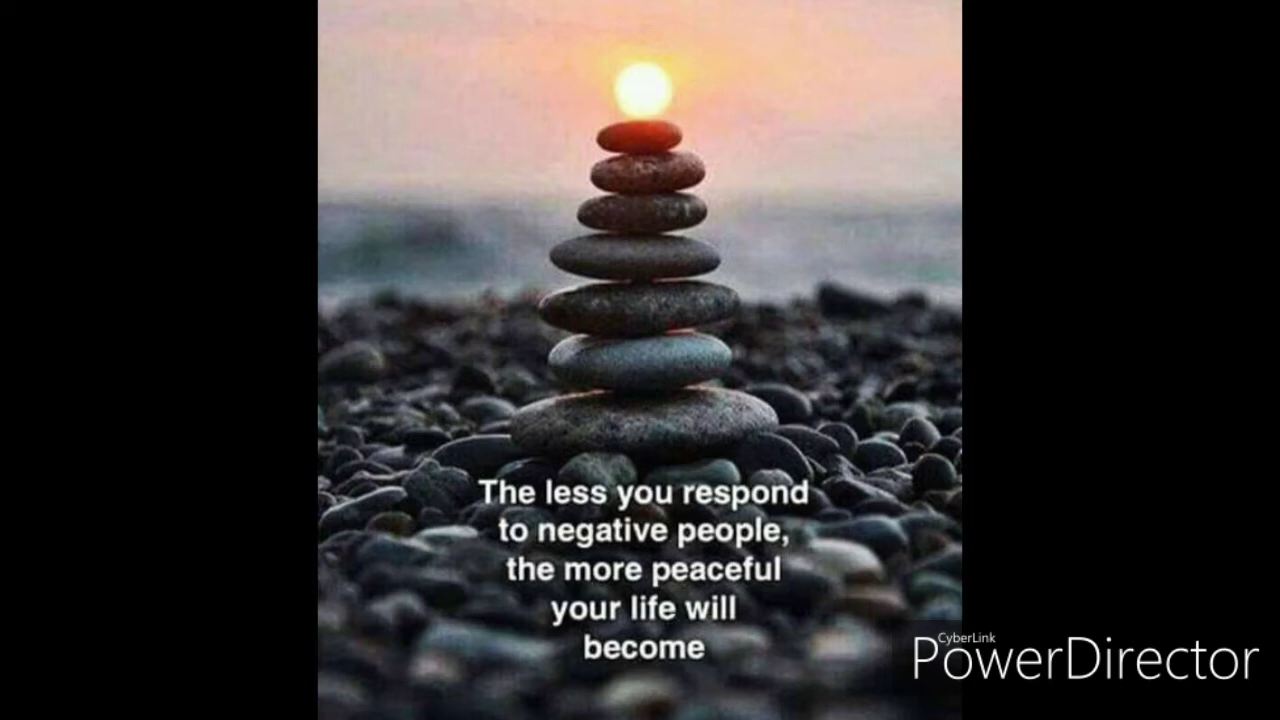 The less you respond
to negative people,
the more peaceful
your life will
become
CyberLink
PowerDirector